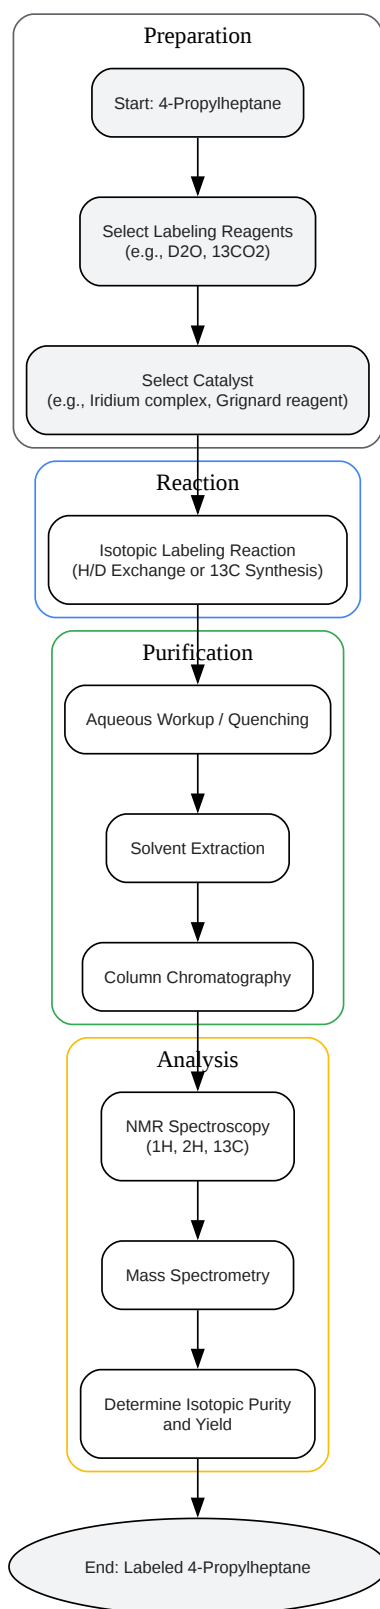 Preparation
Start: 4-Propylheptane
Select Labeling Reagents
(e.g., D2O, 13CO2)
Select Catalyst
(e.g., Iridium complex, Grignard reagent)
Reaction
Isotopic Labeling Reaction
(H/D Exchange or 13C Synthesis)
Purification
Aqueous Workup / Quenching
Solvent Extraction
Column Chromatography
Analysis
NMR Spectroscopy
(1H, 2H, 13C)
Mass Spectrometry
Determine Isotopic Purity
and Yield
End: Labeled 4-Propylheptane